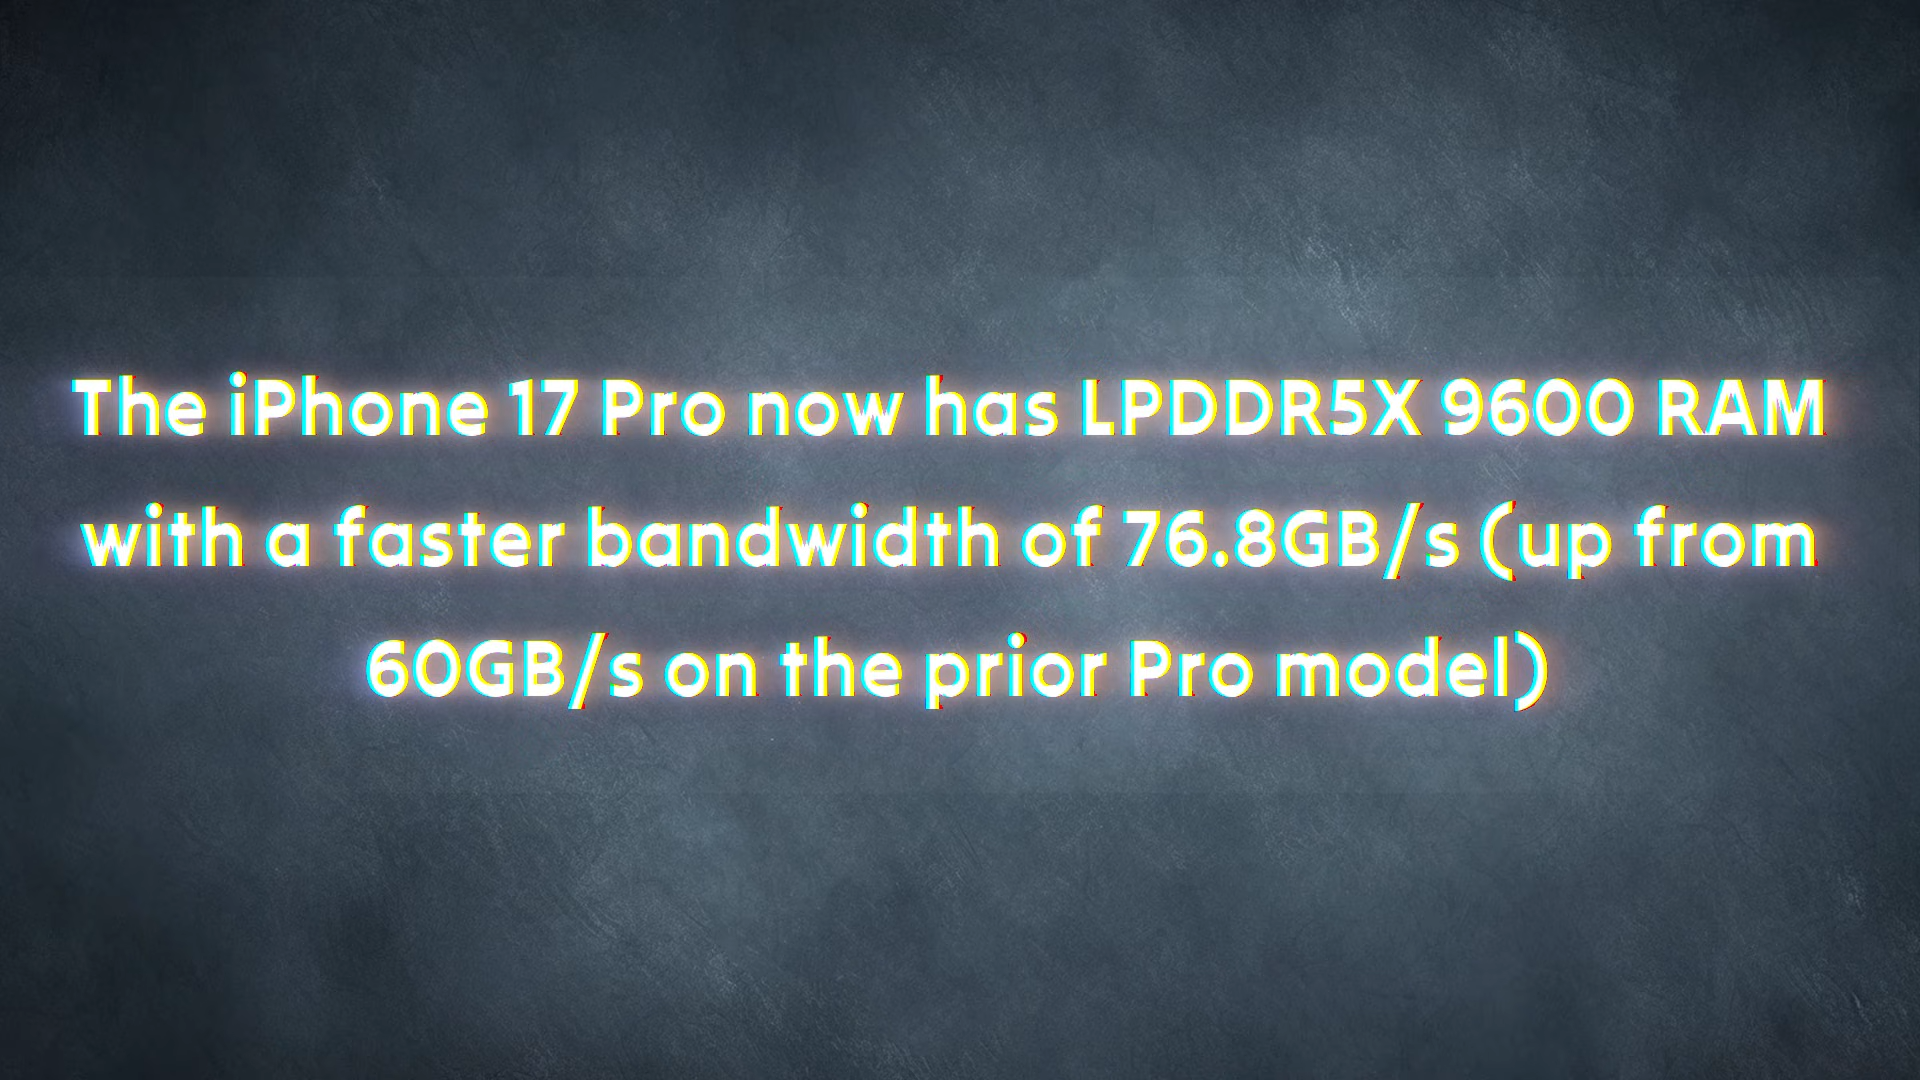 The iPhone 17 Pro now has LPDDR5X 9600 RAM
with a faster bandwidth of 76.8GB/s (up from
60GB/s on the prior Pro model)